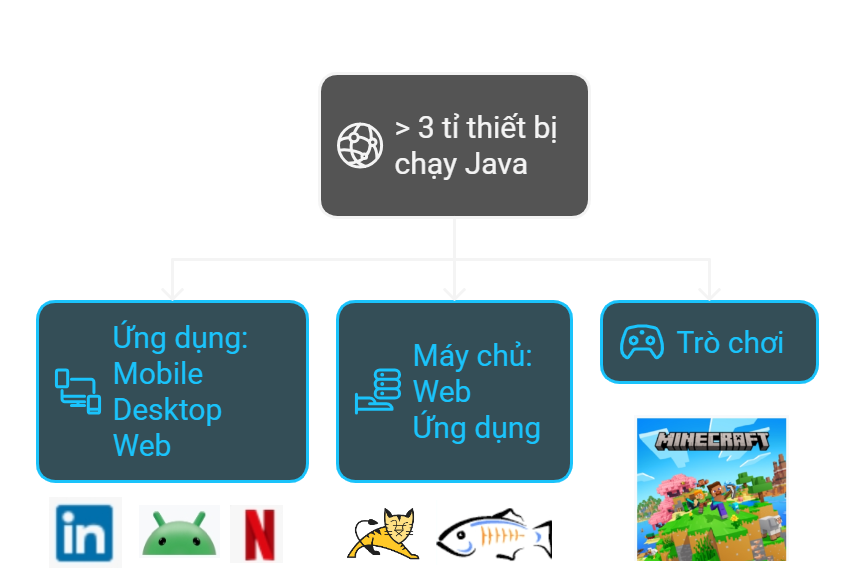 > 3 tỉ thiết bị
chạy Java
Ứng dụng:
Mobile
Desktop
Web
Máy chủ:
Web
Ứng dụng
Trò chơi
in
N
MINECRAFT